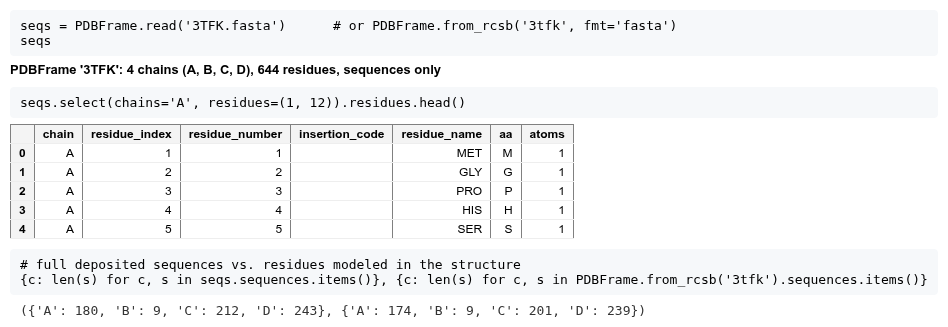 seqs = PDBFrame.read('3TFK.fasta')      # or PDBFrame.from_rcsb('3tfk', fmt='fasta')
seqs
PDBFrame '3TFK': 4 chains (A, B, C, D), 644 residues, sequences only
seqs.select(chains='A', residues=(1, 12)).residues.head()
chain residue_index residue_number insertion_code residue_name aa atoms
0 A 1 1 MET M 1
1 A 2 2 GLY G 1
2 A 3 3 PRO P 1
3 A 4 4 HIS H 1
4 A 5 5 SER S 1
# full deposited sequences vs. residues modeled in the structure
{c: len(s) for c, s in seqs.sequences.items()}, {c: len(s) for c, s in PDBFrame.from_rcsb('3tfk').sequences.items()}
({'A': 180, 'B': 9, 'C': 212, 'D': 243}, {'A': 174, 'B': 9, 'C': 201, 'D': 239})